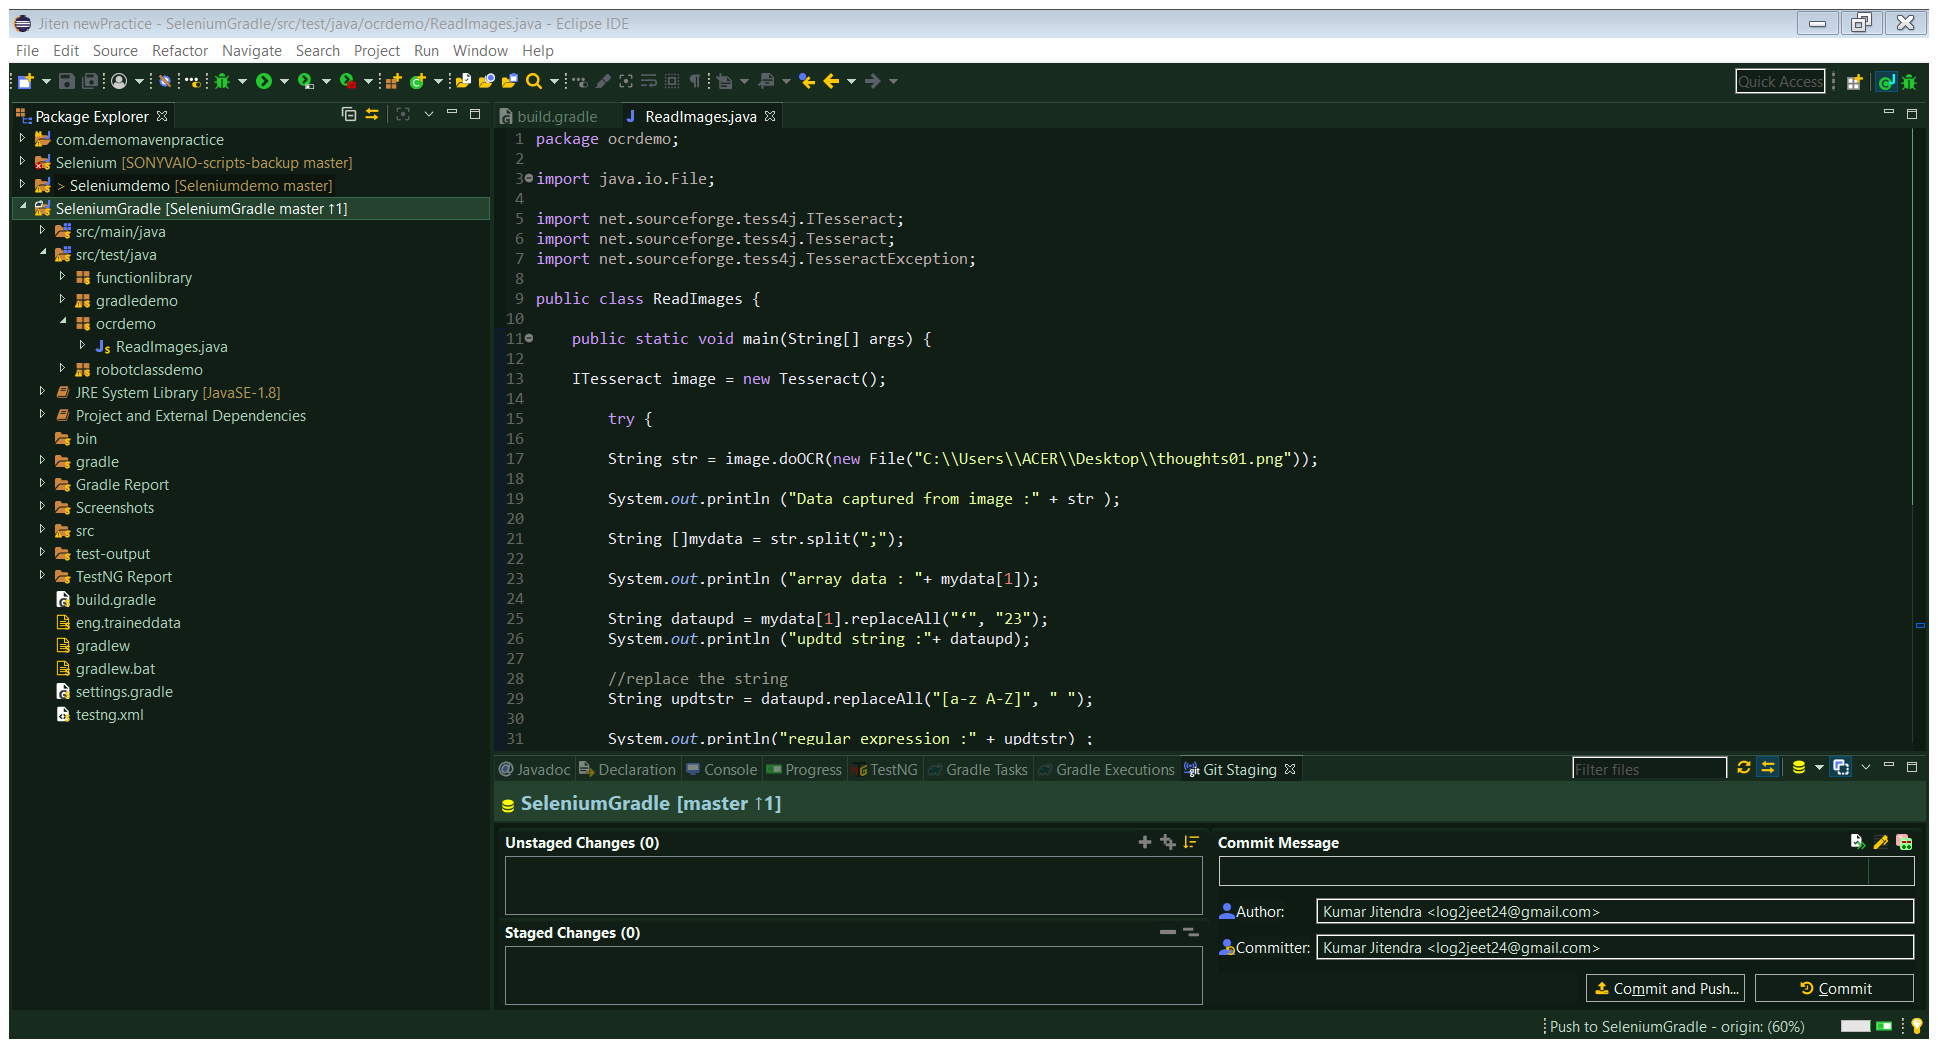 Jiten newPractice - SeleniumGradle/src/test/java/ocrdemo/ReadImages.java - Eclipse IDE
File Edit Source Refactor Navigate Search Project Run Window Help
Quick Access
Package Explorer
com.demomavenpractice
Selenium [SONYVAIO-scripts-backup master]
> Seleniumdemo [Seleniumdemo master]
SeleniumGradle [SeleniumGradle master ↑1]
src/main/java
src/test/java
functionlibrary
gradledemo
ocrdemo
ReadImages.java
robotclassdemo
JRE System Library [JavaSE-1.8]
Project and External Dependencies
bin
gradle
Gradle Report
Screenshots
src
test-output
TestNG Report
build.gradle
eng.traineddata
gradlew
gradlew.bat
settings.gradle
testng.xml
build.gradle ReadImages.java
1 package ocrdemo;
2
3 import java.io.File;
4
5 import net.sourceforge.tess4j.ITesseract;
6 import net.sourceforge.tess4j.Tesseract;
7 import net.sourceforge.tess4j.TesseractException;
8
9 public class ReadImages {
10
11 public static void main(String[] args) {
12
13 ITesseract image = new Tesseract();
14
15 try {
16
17 String str = image.doOCR(new File("C:\\Users\\ACER\\Desktop\\thoughts01.png"));
18
19 System.out.println ("Data captured from image :" + str );
20
21 String []mydata = str.split(";");
22
23 System.out.println ("array data : "+ mydata[1]);
24
25 String dataupd = mydata[1].replaceAll("‘", "23");
26 System.out.println ("updtd string :"+ dataupd);
27
28 //replace the string
29 String updtstr = dataupd.replaceAll("[a-z A-Z]", " ");
30
31 System.out.println("regular expression :" + updtstr) ;
@ Javadoc Declaration Console Progress TestNG Gradle Tasks Gradle Executions Git Staging
Filter files
SeleniumGradle [master ↑1]
Unstaged Changes (0)
Staged Changes (0)
Commit Message
Author: Kumar Jitendra <log2jeet24@gmail.com>
Committer: Kumar Jitendra <log2jeet24@gmail.com>
Commit and Push... Commit
Push to SeleniumGradle - origin: (60%)